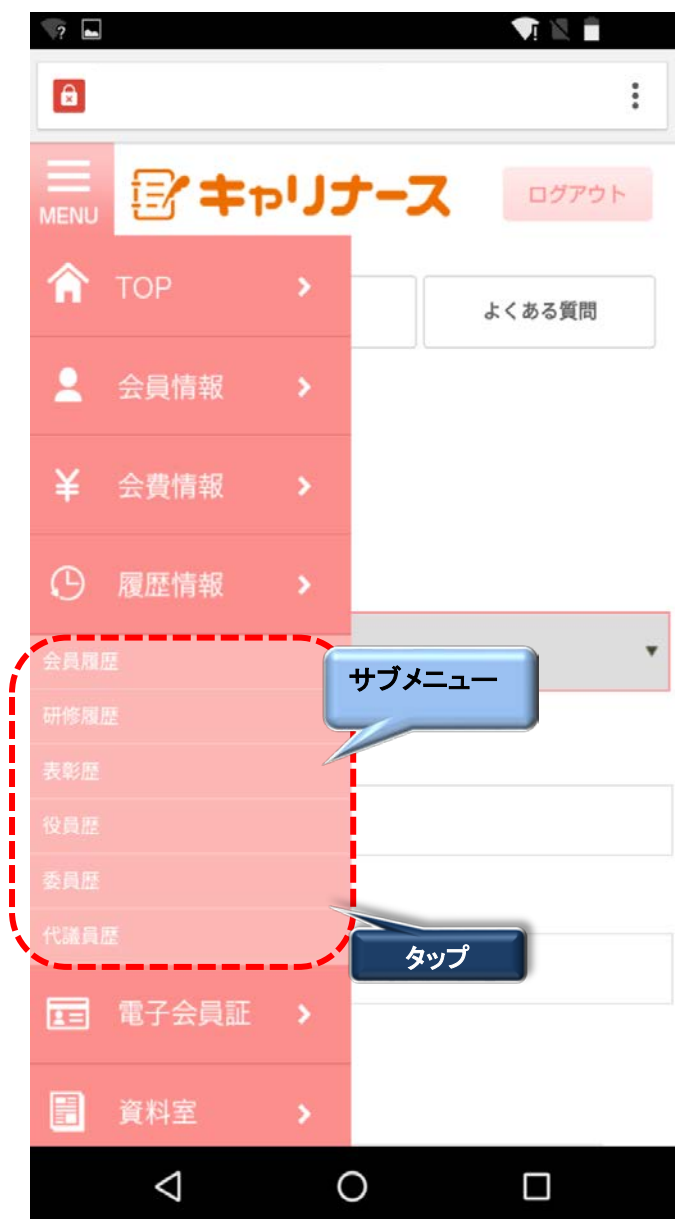 キャリナース
ログアウト
MENU
TOP
よくある質問
会員情報
会費情報
履歴情報
会員履歴
サブメニュー
研修履歴
表彰歴
役員歴
委員歴
代議員歴
タップ
電子会員証
資料室